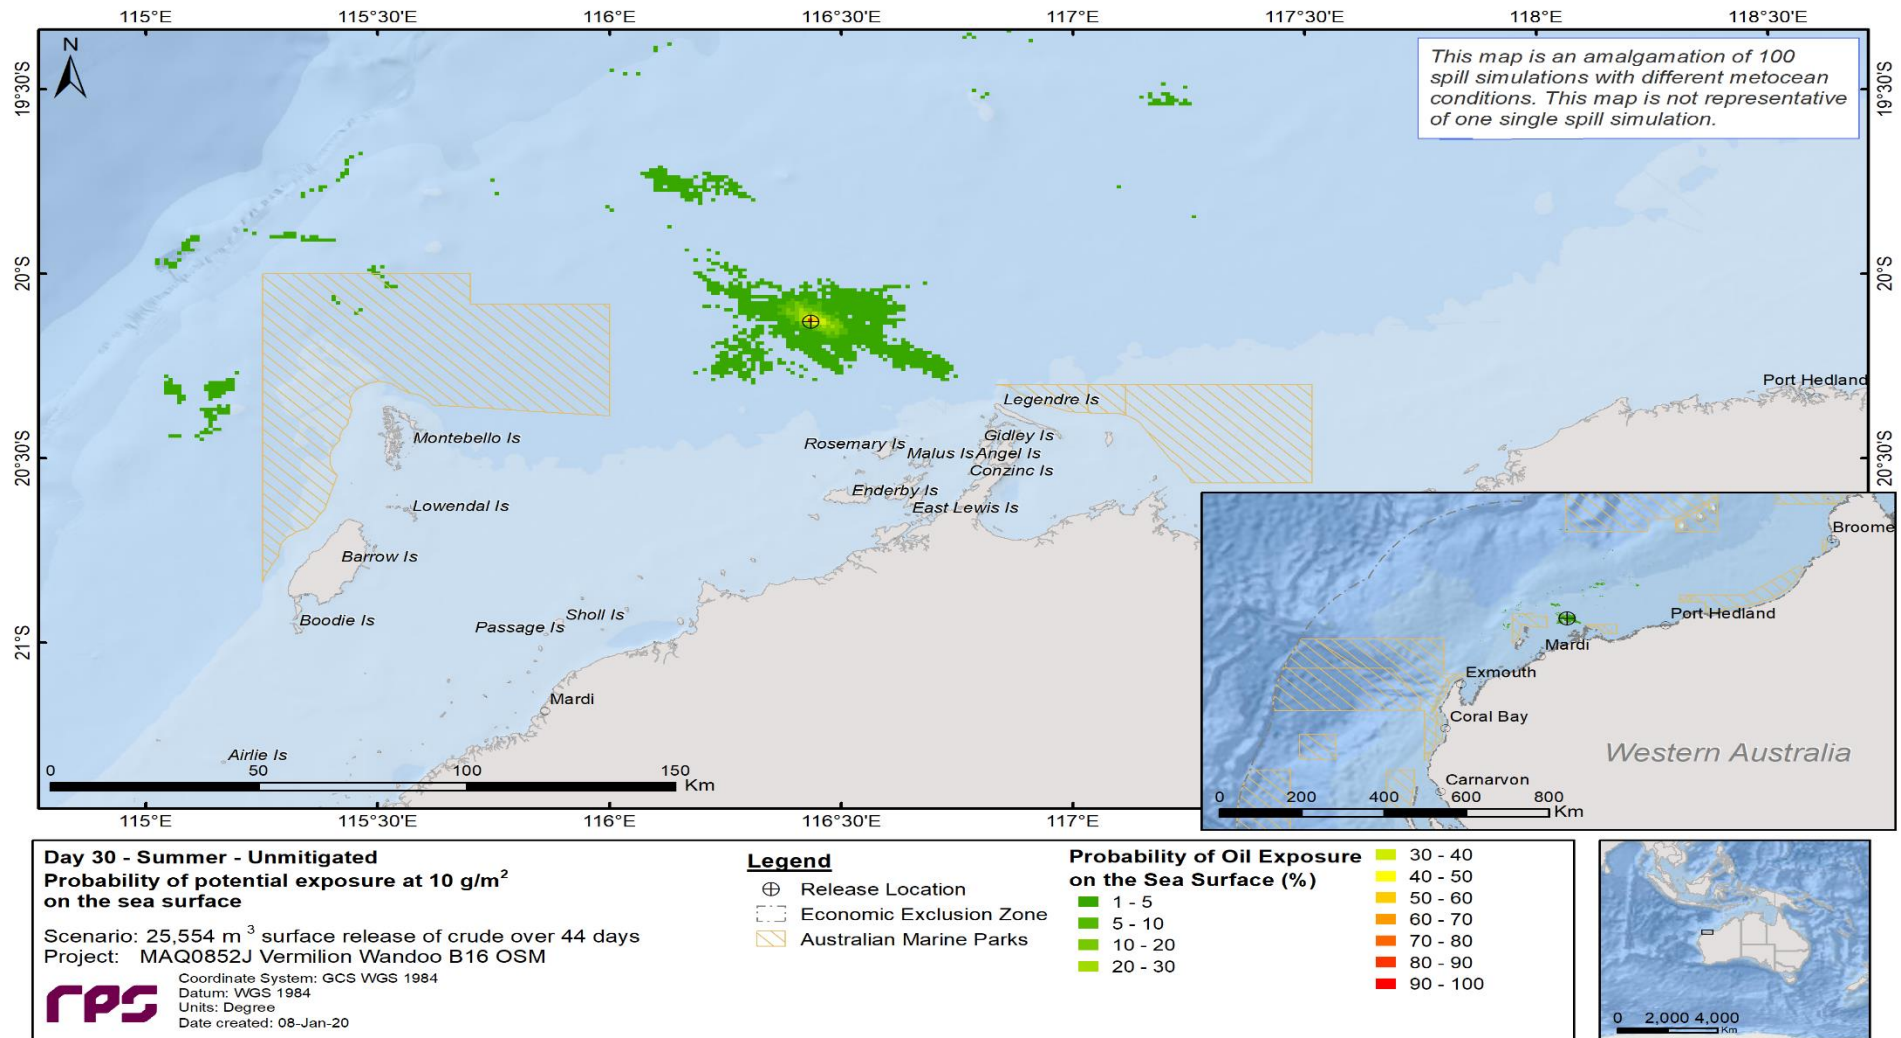 115°E 115°30'E 116°E 116°30'E 117°E 117°30'E 118°E 118°30'E
N
This map is an amalgamation of 100
spill simulations with different metocean
conditions. This map is not representative
of one single spill simulation.
19°30'S 19°30'S
20°S 20°S
Port Hedland
Legendre Is
Montebello Is
Rosemary Is
Gidley Is
Malus Is
Angel Is
Conzinc Is
20°30'S 20°30'S
Enderby Is
Lowendal Is
East Lewis Is
Barrow Is
Boodie Is
Passage Is
Sholl Is
21°S
Mardi
Airlie Is
0 50 100 150
Km
115°E 115°30'E 116°E 116°30'E 117°E
Broome
Port Hedland
Mardi
Exmouth
Coral Bay
Western Australia
Carnarvon
0 200 400 600 800
Km
Day 30 - Summer - Unmitigated
Probability of potential exposure at 10 g/m²
on the sea surface
Scenario: 25,554 m ³ surface release of crude over 44 days
Project: MAQ0852J Vermilion Wandoo B16 OSM
rps
Coordinate System: GCS WGS 1984
Datum: WGS 1984
Units: Degree
Date created: 08-Jan-20
Legend
Release Location
Economic Exclusion Zone
Australian Marine Parks
Probability of Oil Exposure
on the Sea Surface (%)
1 - 5
5 - 10
10 - 20
20 - 30
30 - 40
40 - 50
50 - 60
60 - 70
70 - 80
80 - 90
90 - 100
0 2,000 4,000
Km